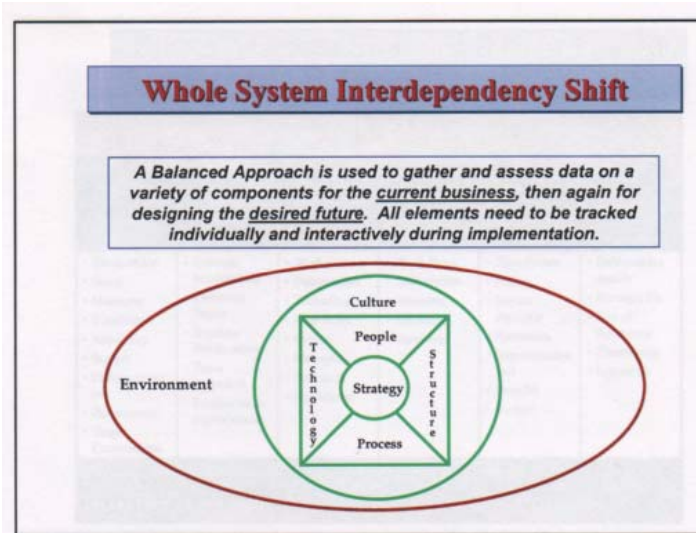 Whole System Interdependency Shift
A Balanced Approach is used to gather and assess data on a
variety of components for the current business, then again for
designing the desired future. All elements need to be tracked
individually and interactively during implementation.
Culture
People
Technology
Structure
Environment
Strategy
Process